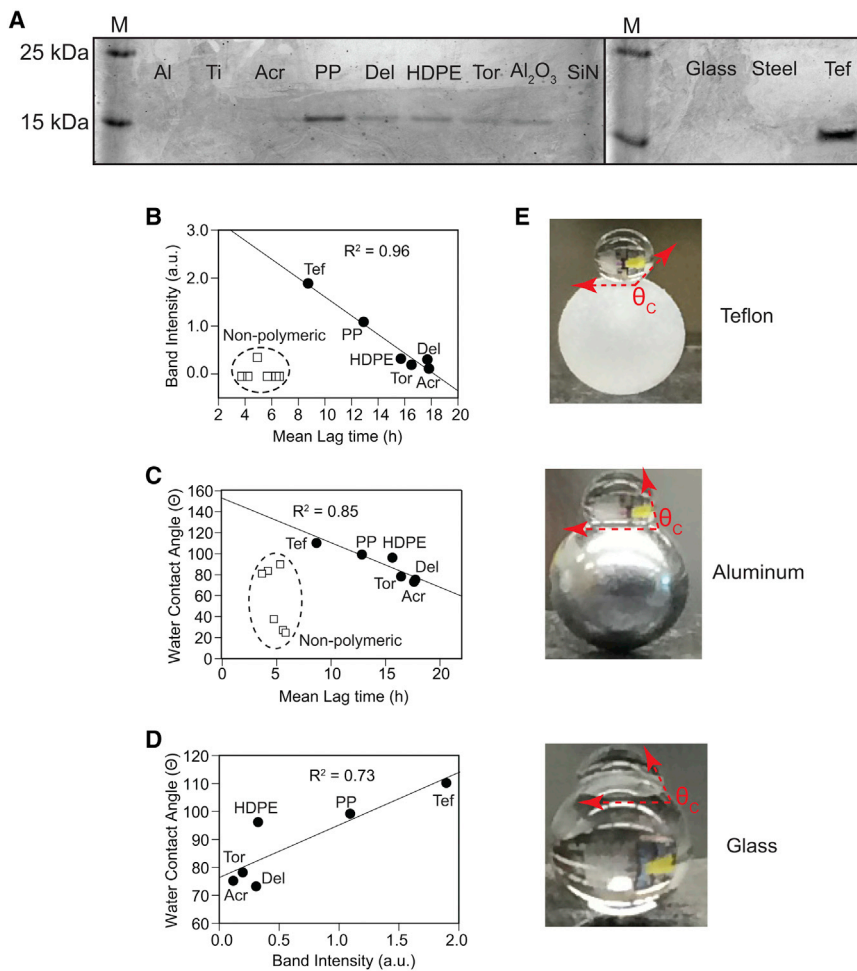 A
M
M
25 kDa
Al Ti Acr PP Del HDPE Tor Al₂O₃ SiN
Glass Steel Tef
15 kDa
B
R² = 0.96
3.0
2.0
1.0
0.0
Band Intensity (a.u.)
Tef
Non-polymeric
PP
HDPE
Del
Tor
Acr
2 4 6 8 10 12 14 16 18 20
Mean Lag time (h)
C
R² = 0.85
160
140
120
100
80
60
40
20
0
Water Contact Angle (Θ)
Tef
PP HDPE
Tor
Del
Acr
Non-polymeric
0 5 10 15 20
Mean Lag time (h)
D
R² = 0.73
120
110
100
90
80
70
60
Water Contact Angle (Θ)
HDPE
PP
Tef
Tor
Acr
Del
0.0 0.5 1.0 1.5 2.0
Band Intensity (a.u.)
E
θC
Teflon
θC
Aluminum
θC
Glass